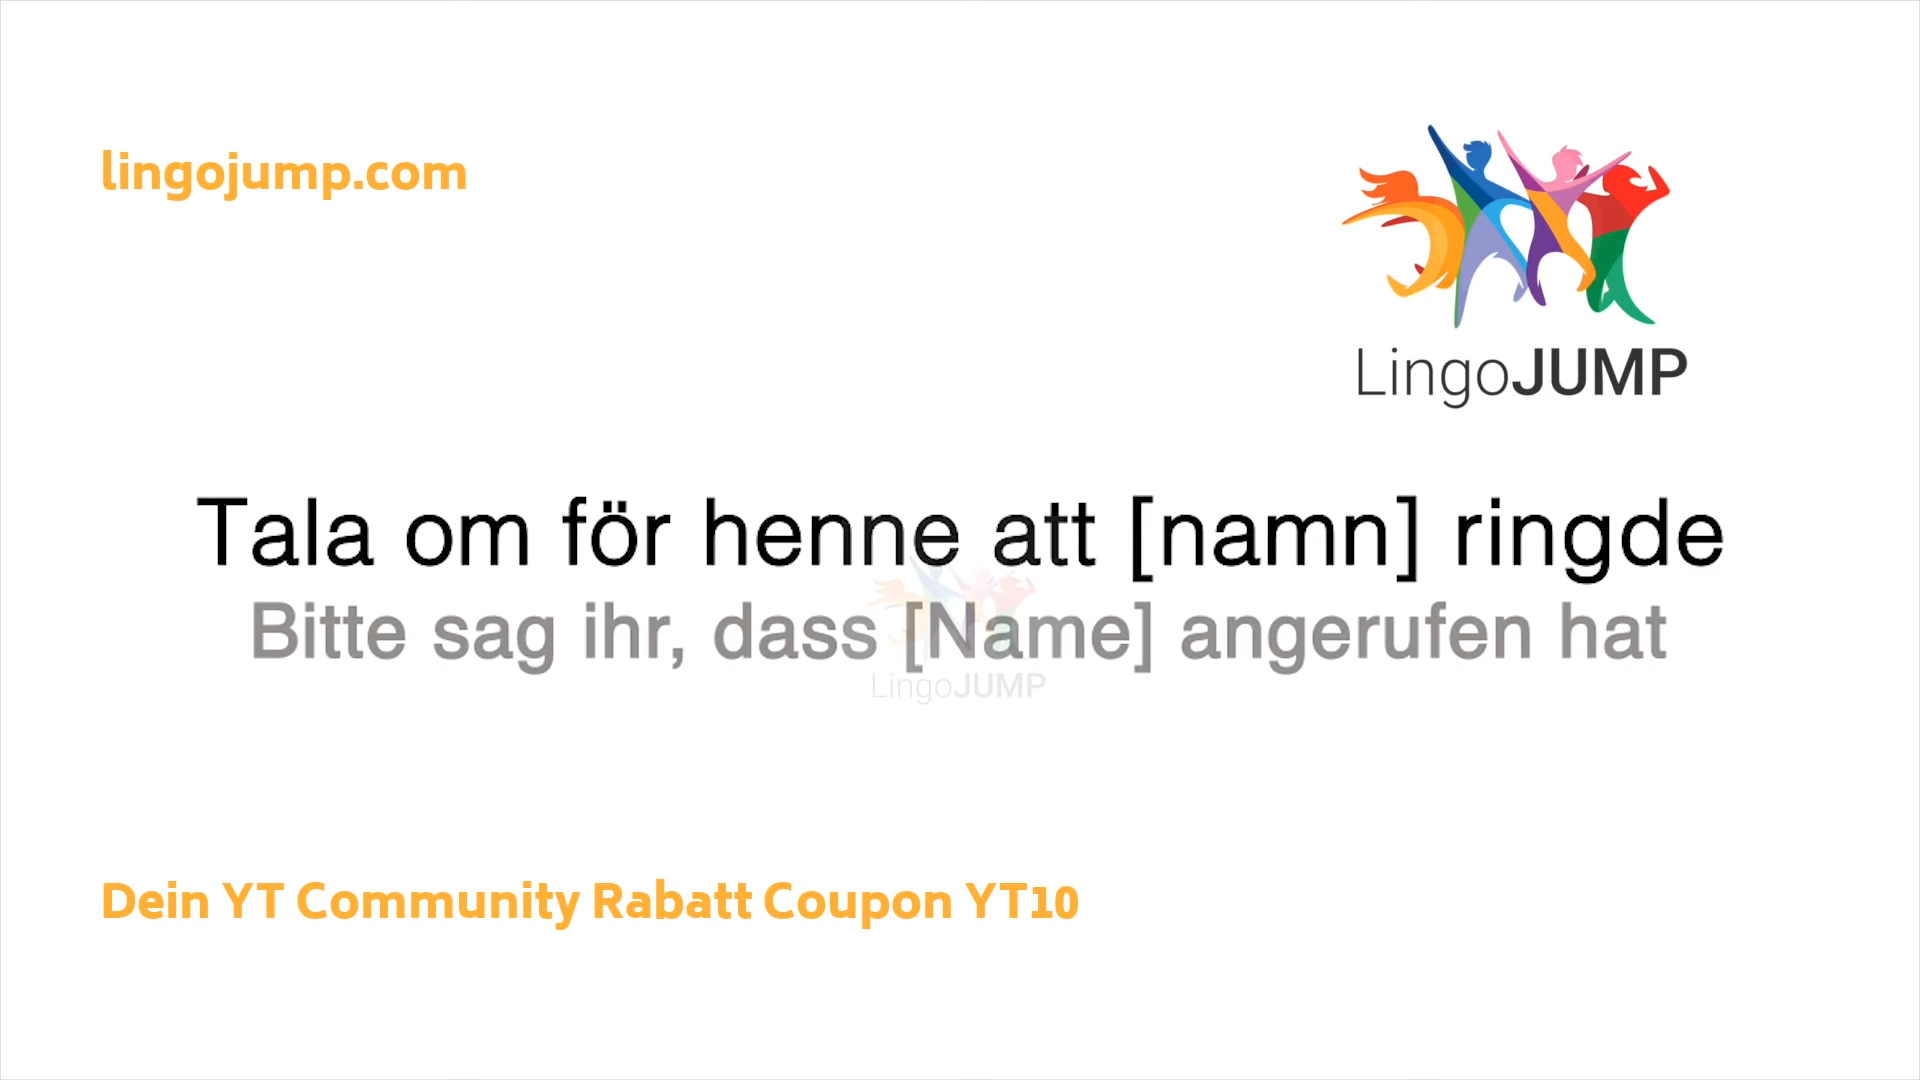 lingojump.com
LingoJUMP
Tala om för henne att [namn] ringde
Bitte sag ihr, dass [Name] angerufen hat
LingoJUMP
Dein YT Community Rabatt Coupon YT10